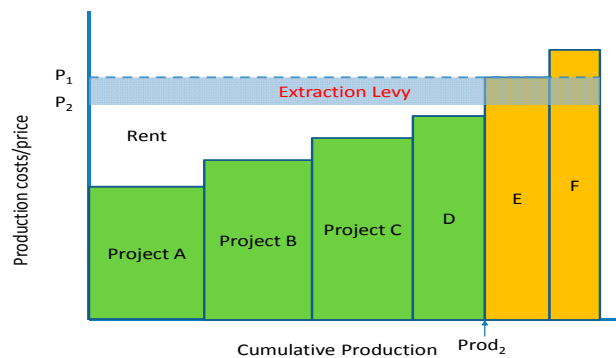 P₁
Extraction Levy
P₂
Rent
Production costs/price
Project A
Project B
Project C
D
E
F
Prod₂
Cumulative Production